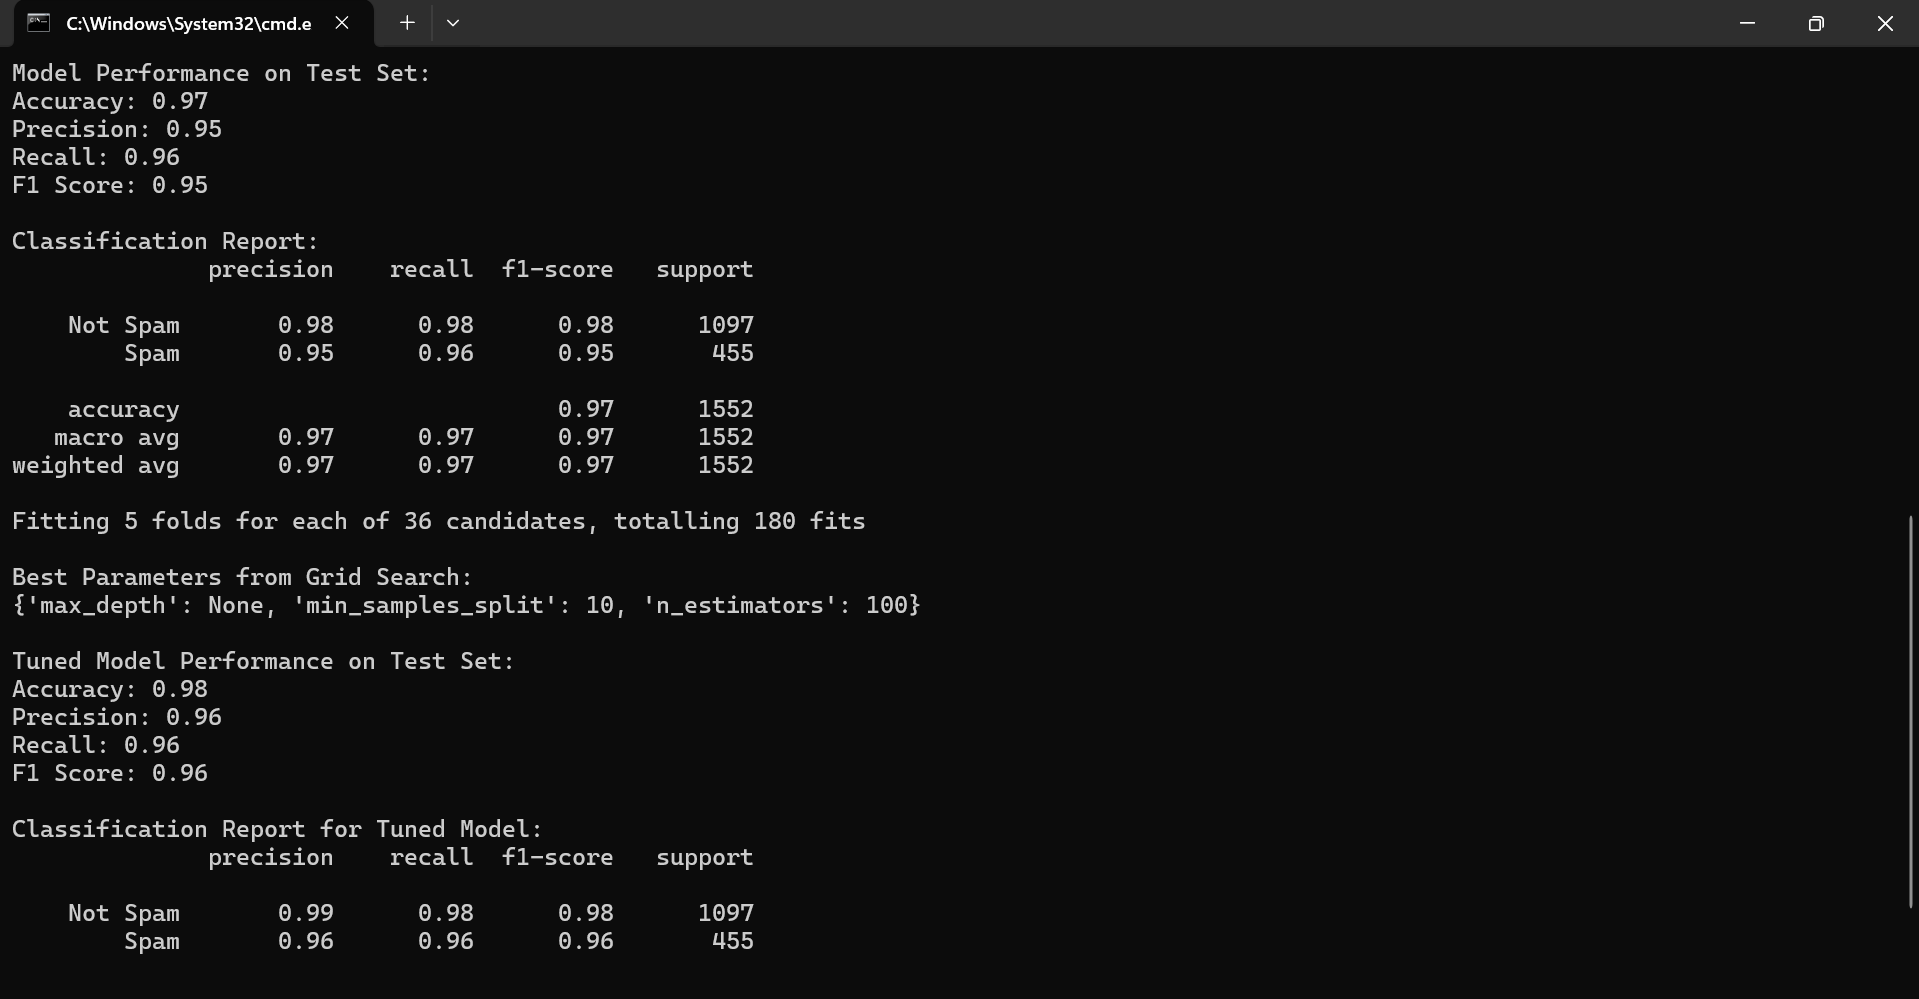 C:\Windows\System32\cmd.e
Model Performance on Test Set:
Accuracy: 0.97
Precision: 0.95
Recall: 0.96
F1 Score: 0.95
Classification Report:
precision recall f1-score support
Not Spam 0.98 0.98 0.98 1097
Spam 0.95 0.96 0.95 455
accuracy 0.97 1552
macro avg 0.97 0.97 0.97 1552
weighted avg 0.97 0.97 0.97 1552
Fitting 5 folds for each of 36 candidates, totalling 180 fits
Best Parameters from Grid Search:
{'max_depth': None, 'min_samples_split': 10, 'n_estimators': 100}
Tuned Model Performance on Test Set:
Accuracy: 0.98
Precision: 0.96
Recall: 0.96
F1 Score: 0.96
Classification Report for Tuned Model:
precision recall f1-score support
Not Spam 0.99 0.98 0.98 1097
Spam 0.96 0.96 0.96 455